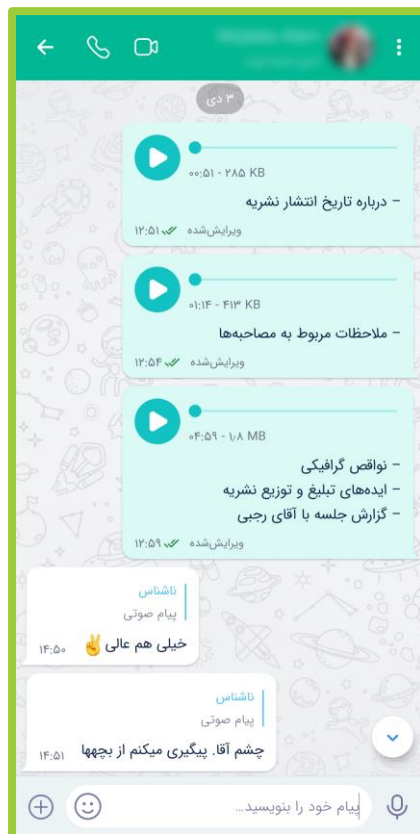 ۳ دی
۰۰:۵۱ - ۲۸۵ KB
- درباره تاریخ انتشار نشریه
ویرایش‌شده ۱۲:۵۱
۰۱:۱۴ - ۴۱۳ KB
- ملاحظات مربوط به مصاحبه‌ها
ویرایش‌شده ۱۲:۵۴
۰۴:۵۹ - ۱٫۸ MB
- نواقص گرافیکی
- ایده‌های تبلیغ و توزیع نشریه
- گزارش جلسه با آقای رجبی
ویرایش‌شده ۱۲:۵۹
ناشناس
پیام صوتی
خیلی هم عالی ✌️
۱۴:۵۰
ناشناس
پیام صوتی
چشم آقا. پیگیری میکنم از بچهها
۱۴:۵۱
پیام خود را بنویسید...